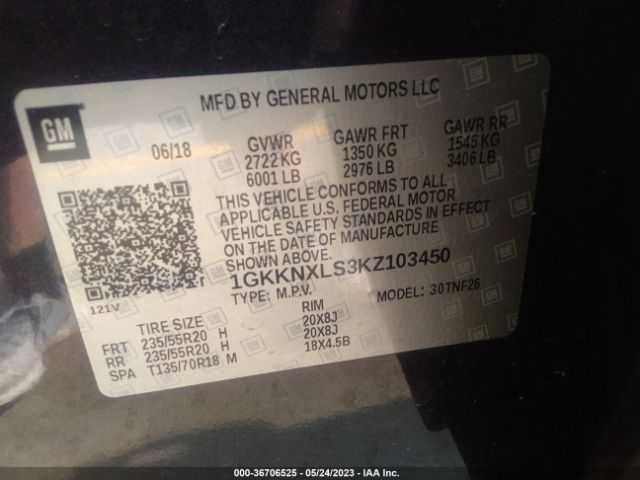 GM
MFD BY GENERAL MOTORS LLC
06/18 GVWR GAWR FRT GAWR RR
2722 KG 1350 KG 1545 KG
6001 LB 2976 LB 3406 LB
THIS VEHICLE CONFORMS TO ALL
APPLICABLE U.S. FEDERAL MOTOR
VEHICLE SAFETY STANDARDS IN EFFECT
ON THE DATE OF MANUFACTURE
SHOWN ABOVE.
1GKKNXLS3KZ103450
TYPE: M.P.V. MODEL: 30TNF26
121V
TIRE SIZE RIM
FRT 235/55R20 H 20X8J
RR 235/55R20 H 20X8J
SPA T135/70R18 M 18X4.5B
000-36706525 - 05/24/2023 - IAA Inc.